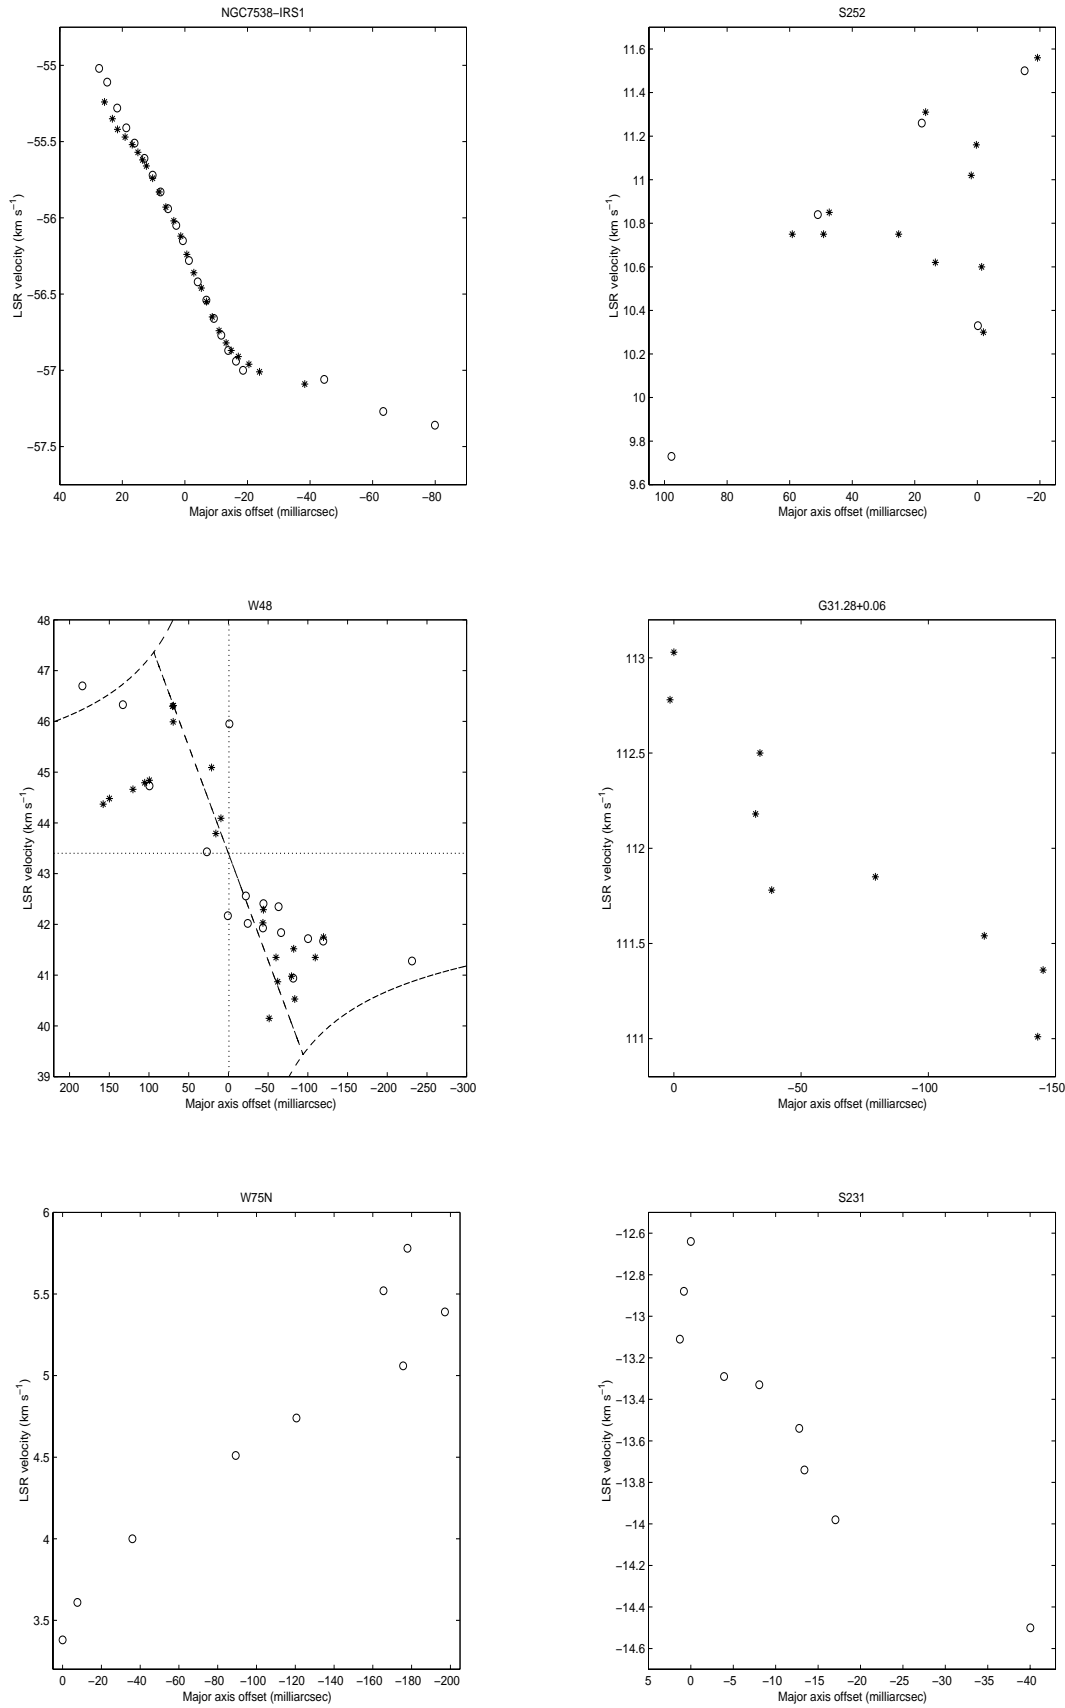 NGC7538−IRS1
−55
−55.5
−56
−56.5
−57
−57.5
LSR velocity (km s−1)
40 20 0 −20 −40 −60 −80
Major axis offset (milliarcsec)
S252
11.6
11.4
11.2
11
10.8
10.6
10.4
10.2
10
9.8
9.6
LSR velocity (km s−1)
100 80 60 40 20 0 −20
Major axis offset (milliarcsec)
W48
48
47
46
45
44
43
42
41
40
39
LSR velocity (km s−1)
200 150 100 50 0 −50 −100 −150 −200 −250 −300
Major axis offset (milliarcsec)
G31.28+0.06
113
112.5
112
111.5
111
LSR velocity (km s−1)
0 −50 −100 −150
Major axis offset (milliarcsec)
W75N
6
5.5
5
4.5
4
3.5
LSR velocity (km s−1)
0 −20 −40 −60 −80 −100 −120 −140 −160 −180 −200
Major axis offset (milliarcsec)
S231
−12.6
−12.8
−13
−13.2
−13.4
−13.6
−13.8
−14
−14.2
−14.4
−14.6
LSR velocity (km s−1)
5 0 −5 −10 −15 −20 −25 −30 −35 −40
Major axis offset (milliarcsec)